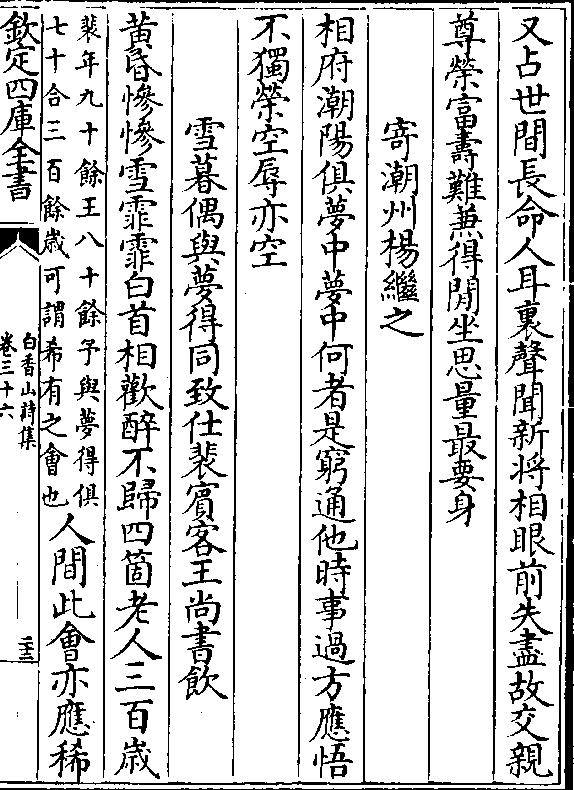 又占世間長命人耳裏聲聞新将相眼前失盡故交親
尊榮富壽難兼得閒坐思量最要身
寄潮州楊繼之
相府潮陽俱夢中夢中何者是窮通他時事過方應悟
不獨榮空辱亦空
雪暮偶與夢得同致仕裴賓客王尚書飲
黄昏慘慘雪霏霏白首相歡醉不歸四箇老人三百歳
裴年九十餘王八十餘予與夢得俱
七十合三百餘歳可謂希有之會也
人間此會亦應稀
欽定四庫全書
白香山詩集
卷三十六
二十三